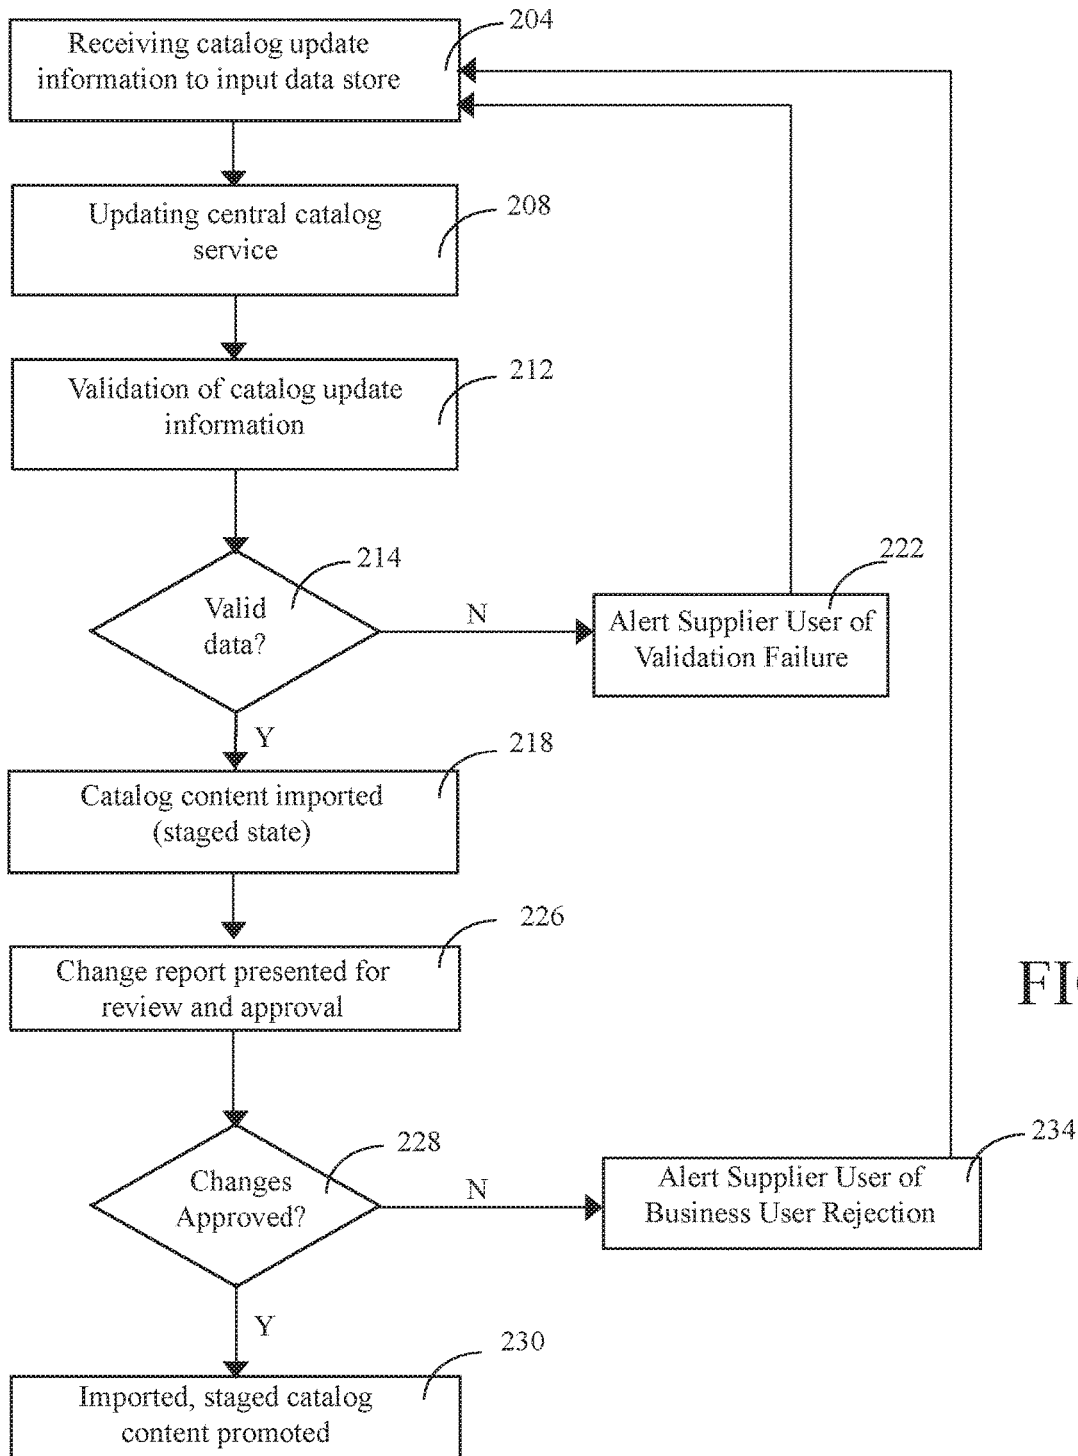 204
Receiving catalog update
information to input data store
208
Updating central catalog
service
212
Validation of catalog update
information
214
Valid
data?
N
222
Alert Supplier User of
Validation Failure
Y
218
Catalog content imported
(staged state)
226
Change report presented for
review and approval
FI
228
Changes
Approved?
N
234
Alert Supplier User of
Business User Rejection
Y
230
Imported, staged catalog
content promoted